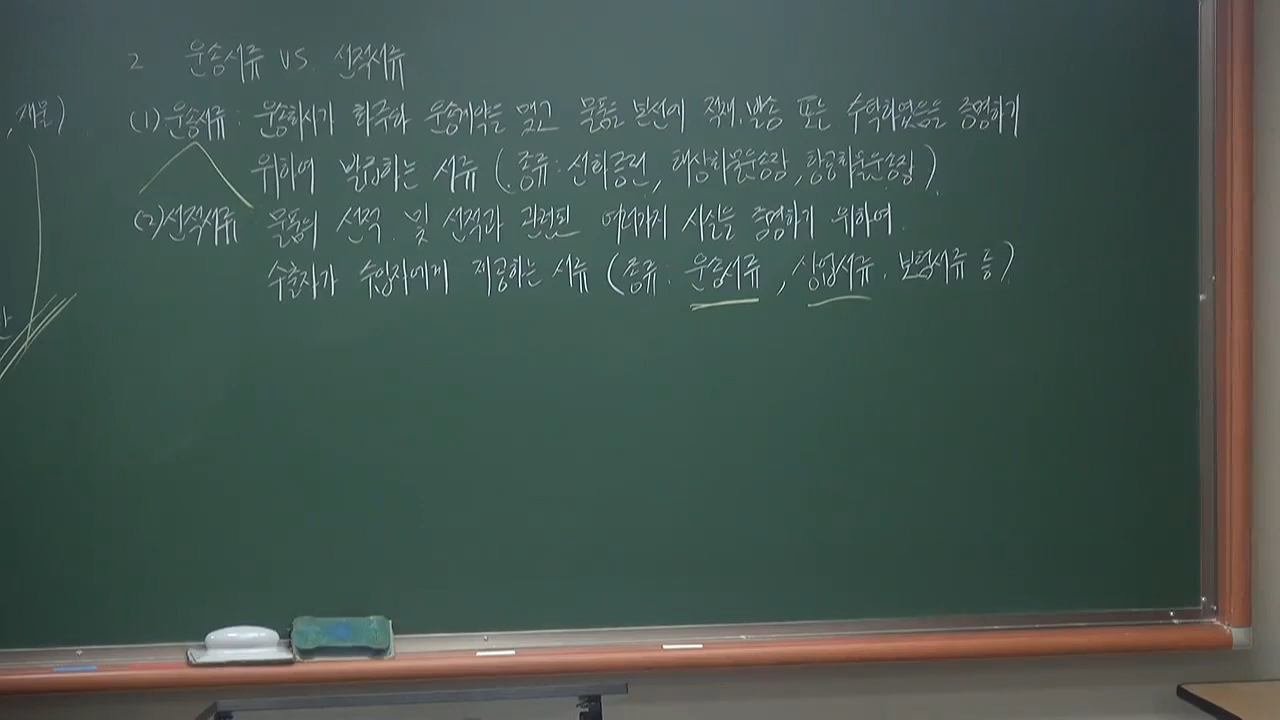 2 운송서류 VS. 선적서류
, 재물)
(1) 운송서류 : 운송회사가 화주와 운송계약을 맺고 물품을 본선에 적재, 발송 또는 수탁하였음을 증명하기
위하여 발급하는 서류 (종류 : 선화증권, 해상화물운송장, 항공화물운송장)
(2) 선적서류 물품의 선적 및 선적과 관련된 여러가지 사실을 증명하기 위하여
수출자가 수입자에게 제공하는 서류 (종류 : 운송서류, 상업서류, 보험서류 등)